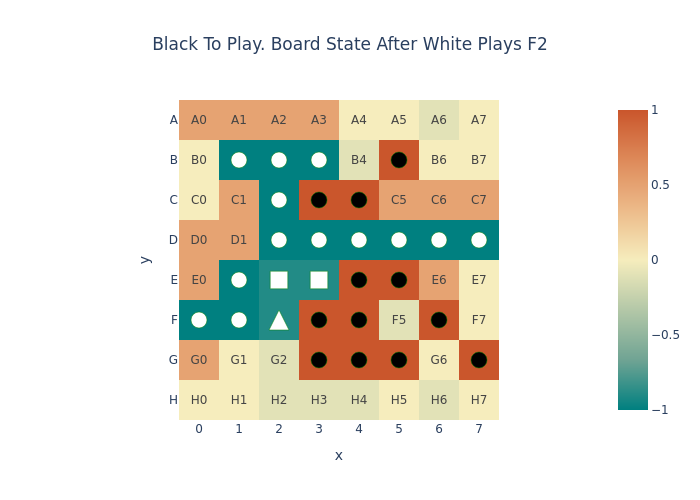 Black To Play. Board State After White Plays F2
A A0 A1 A2 A3 A4 A5 A6 A7
B B0 B4 B6 B7
C C0 C1 C5 C6 C7
D D0 D1
E E0 E6 E7
F F5 F7
G G0 G1 G2 G6
H H0 H1 H2 H3 H4 H5 H6 H7
0 1 2 3 4 5 6 7
x
y
1
0.5
0
−0.5
−1